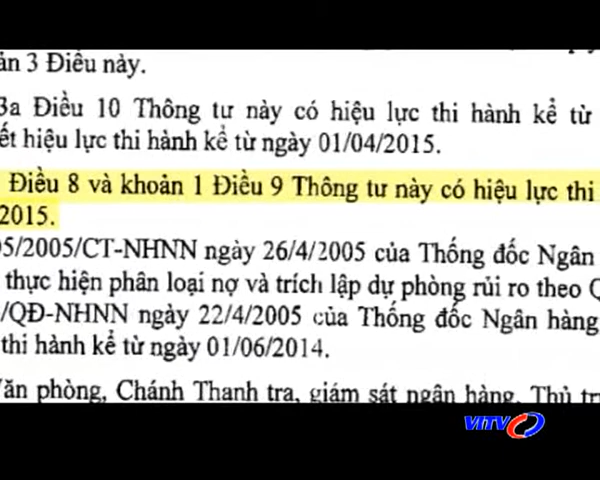 ản 3 Điều này.
3a Điều 10 Thông tư này có hiệu lực thi hành kể từ
ết hiệu lực thi hành kể từ ngày 01/04/2015.
Điều 8 và khoản 1 Điều 9 Thông tư này có hiệu lực thi
2015.
05/2005/CT-NHNN ngày 26/4/2005 của Thống đốc Ngân
thực hiện phân loại nợ và trích lập dự phòng rủi ro theo Q
/QĐ-NHNN ngày 22/4/2005 của Thống đốc Ngân hàng
thi hành kể từ ngày 01/06/2014.
Văn phòng, Chánh Thanh tra, giám sát ngân hàng, Thủ trư
VITV